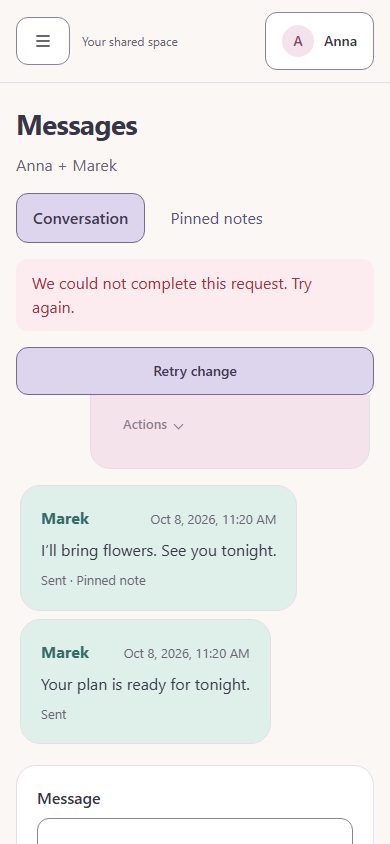 Your shared space
A
Anna
Messages
Anna + Marek
Conversation
Pinned notes
We could not complete this request. Try
again.
Retry change
Actions
Marek
Oct 8, 2026, 11:20 AM
I'll bring flowers. See you tonight.
Sent · Pinned note
Marek
Oct 8, 2026, 11:20 AM
Your plan is ready for tonight.
Sent
Message